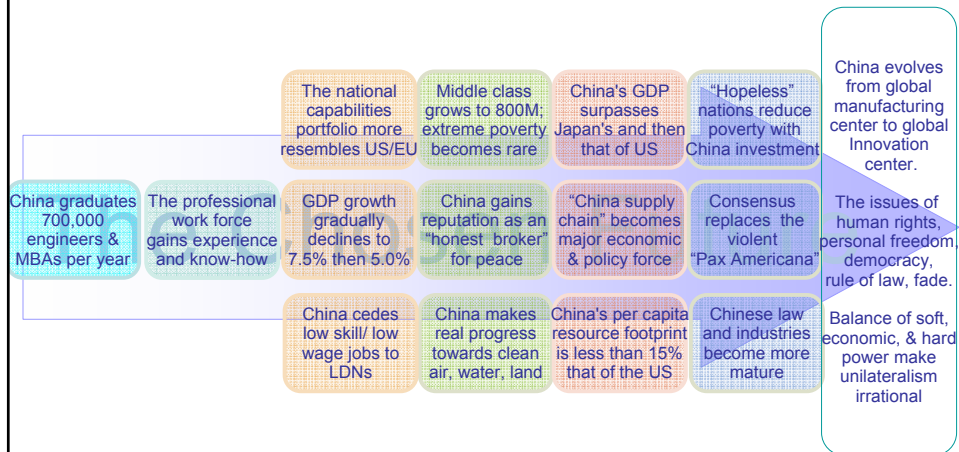 The Chosen
China graduates
700,000
engineers &
MBAs per year
The professional
work force
gains experience
and know-how
The national
capabilities
portfolio more
resembles US/EU
GDP growth
gradually
declines to
7.5% then 5.0%
China cedes
low skill/ low
wage jobs to
LDNs
Middle class
grows to 800M;
extreme poverty
becomes rare
China gains
reputation as an
"honest broker"
for peace
China makes
real progress
towards clean
air, water, land
China's GDP
surpasses
Japan's and then
that of US
"China supply
chain" becomes
major economic
& policy force
China's per capita
resource footprint
is less than 15%
that of the US
"Hopeless"
nations reduce
poverty with
China investment
Consensus
replaces the
violent
"Pax Americana"
Chinese law
and industries
become more
mature
China evolves
from global
manufacturing
center to global
Innovation
center.
The issues of
human rights,
personal freedom,
democracy,
rule of law, fade.
Balance of soft,
economic, & hard
power make
unilateralism
irrational